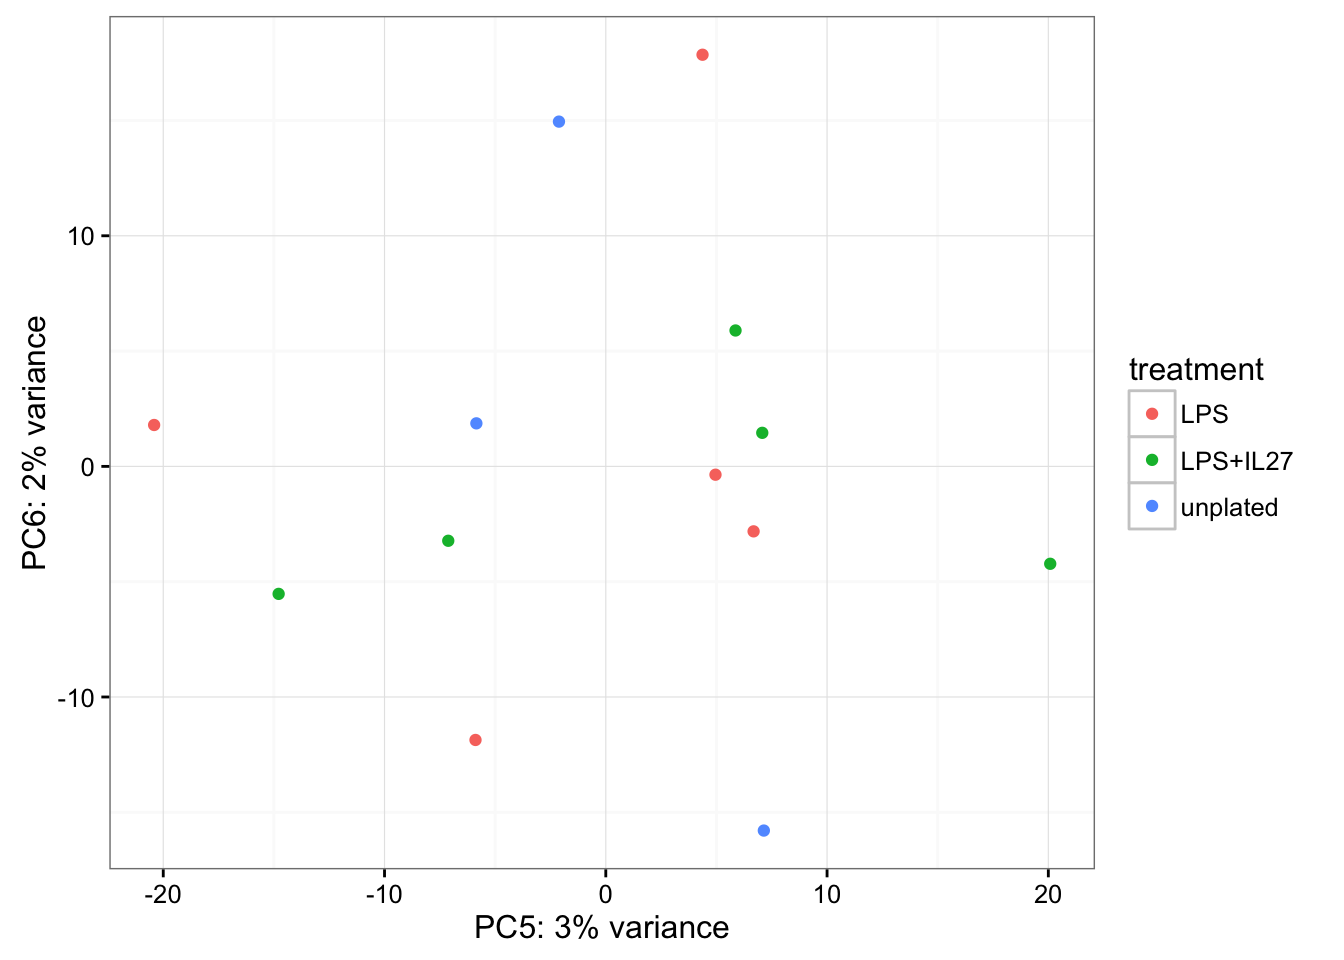 10
0
-10
-20
-10
0
10
20
PC5: 3% variance
PC6: 2% variance
treatment
LPS
LPS+IL27
unplated